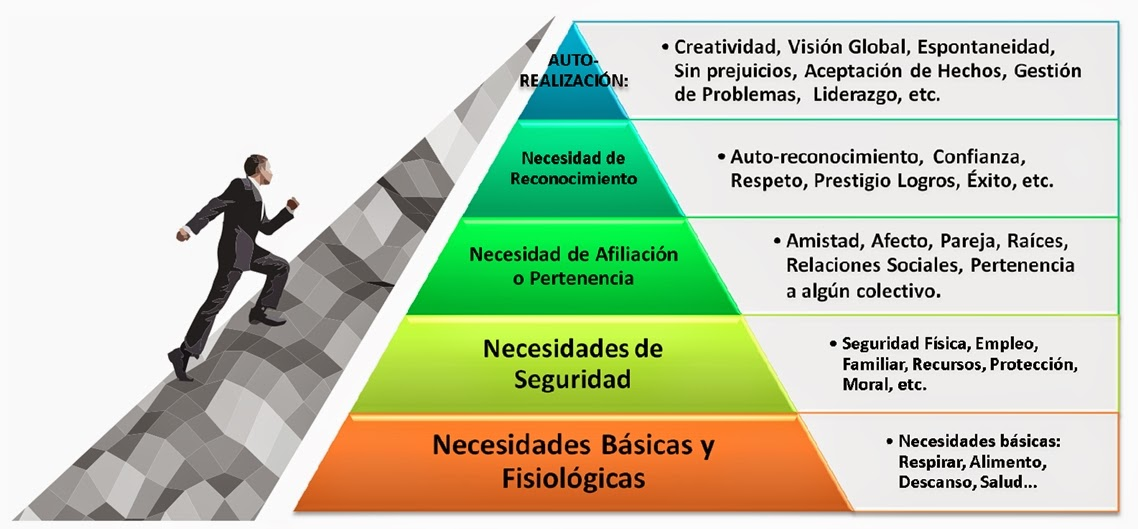 AUTO-
REALIZACIÓN:
• Creatividad, Visión Global, Espontaneidad,
Sin prejuicios, Aceptación de Hechos, Gestión
de Problemas, Liderazgo, etc.
Necesidad de
Reconocimiento
• Auto-reconocimiento, Confianza,
Respeto, Prestigio Logros, Éxito, etc.
Necesidad de Afiliación
o Pertenencia
• Amistad, Afecto, Pareja, Raíces,
Relaciones Sociales, Pertenencia
a algún colectivo.
Necesidades de
Seguridad
• Seguridad Física, Empleo,
Familiar, Recursos, Protección,
Moral, etc.
Necesidades Básicas y
Fisiológicas
• Necesidades básicas:
Respirar, Alimento,
Descanso, Salud...